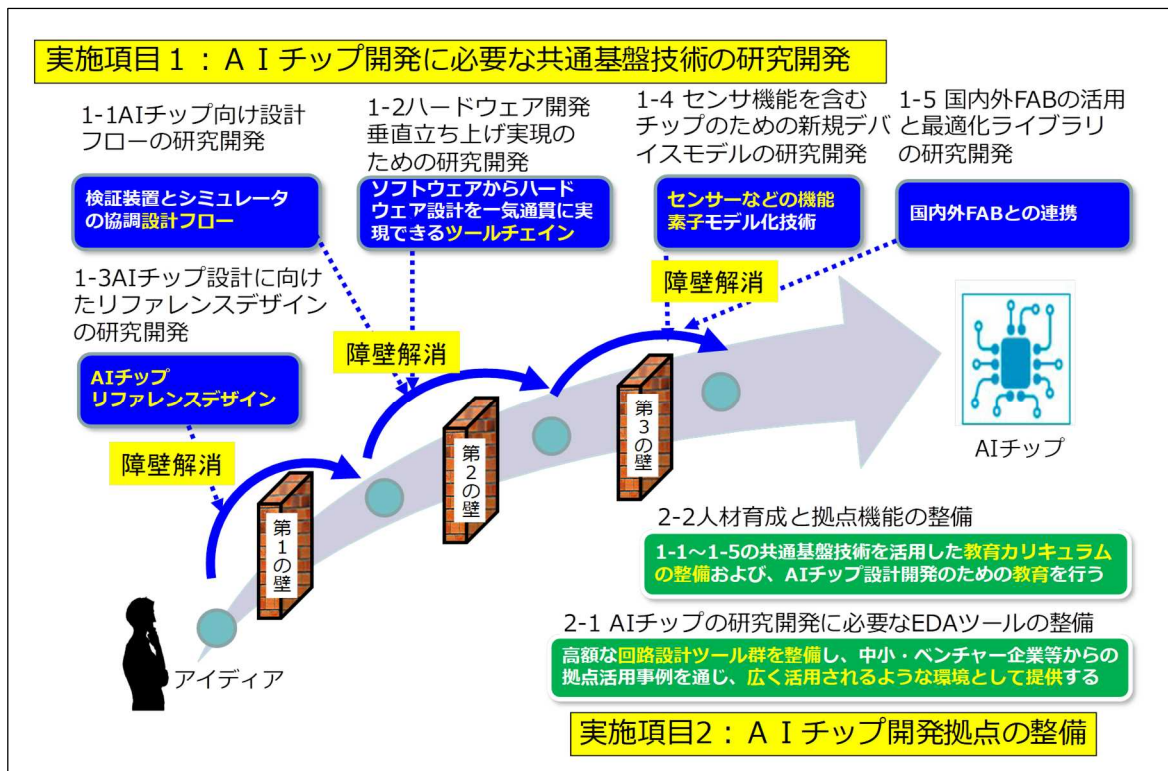 実施項目1：ＡＩチップ開発に必要な共通基盤技術の研究開発
1-1AIチップ向け設計
フローの研究開発
検証装置とシミュレータ
の協調設計フロー
1-2ハードウェア開発
垂直立ち上げ実現の
ための研究開発
ソフトウェアからハード
ウェア設計を一気通貫に実
現できるツールチェイン
1-4 センサ機能を含む
チップのための新規デバ
イスモデルの研究開発
センサーなどの機能
素子モデル化技術
1-5 国内外FABの活用
と最適化ライブラリ
の研究開発
国内外FABとの連携
1-3AIチップ設計に向け
たリファレンスデザイン
の研究開発
AIチップ
リファレンスデザイン
障壁解消
障壁解消
障壁解消
第1の壁
第2の壁
第3の壁
アイディア
AIチップ
2-2人材育成と拠点機能の整備
1-1～1-5の共通基盤技術を活用した教育カリキュラム
の整備および、AIチップ設計開発のための教育を行う
2-1 AIチップの研究開発に必要なEDAツールの整備
高額な回路設計ツール群を整備し、中小・ベンチャー企業等からの
拠点活用事例を通じ、広く活用されるような環境として提供する
実施項目2：ＡＩチップ開発拠点の整備